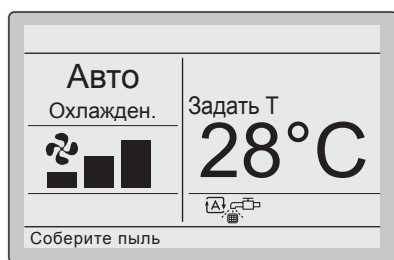 Авто
Охлажден.
Задать T
28°C
A
Соберите пыль